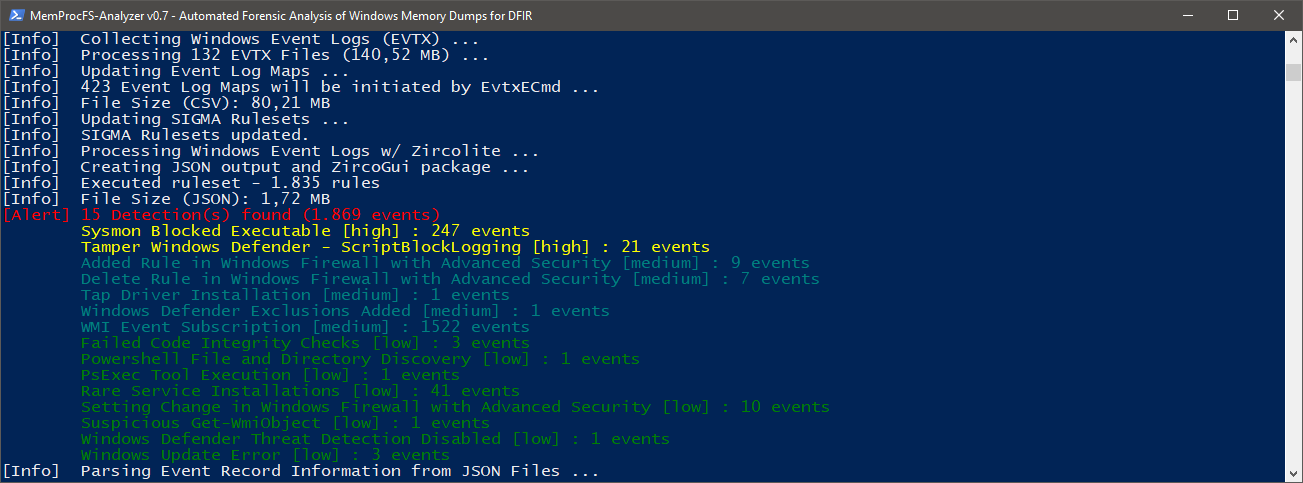 MemProcFS-Analyzer v0.7 - Automated Forensic Analysis of Windows Memory Dumps for DFIR
[Info] Collecting Windows Event Logs (EVTX) ...
[Info] Processing 132 EVTX Files (140,52 MB) ...
[Info] Updating Event Log Maps ...
[Info] 423 Event Log Maps will be initiated by EvtxECmd ...
[Info] File Size (CSV): 80,21 MB
[Info] Updating SIGMA Rulesets ...
[Info] SIGMA Rulesets updated.
[Info] Processing Windows Event Logs w/ Zircolite ...
[Info] Creating JSON output and ZircoGui package ...
[Info] Executed ruleset - 1.835 rules
[Info] File Size (JSON): 1,72 MB
[Alert] 15 Detection(s) found (1.869 events)
Sysmon Blocked Executable [high] : 247 events
Tamper Windows Defender - ScriptBlockLogging [high] : 21 events
Added Rule in Windows Firewall with Advanced Security [medium] : 9 events
Delete Rule in Windows Firewall with Advanced Security [medium] : 7 events
Tap Driver Installation [medium] : 1 events
Windows Defender Exclusions Added [medium] : 1 events
WMI Event Subscription [medium] : 1522 events
Failed Code Integrity Checks [low] : 3 events
Powershell File and Directory Discovery [low] : 1 events
PsExec Tool Execution [low] : 1 events
Rare Service Installations [low] : 41 events
Setting Change in Windows Firewall with Advanced Security [low] : 10 events
Suspicious Get-WmiObject [low] : 1 events
Windows Defender Threat Detection Disabled [low] : 1 events
Windows Update Error [low] : 3 events
[Info] Parsing Event Record Information from JSON Files ...